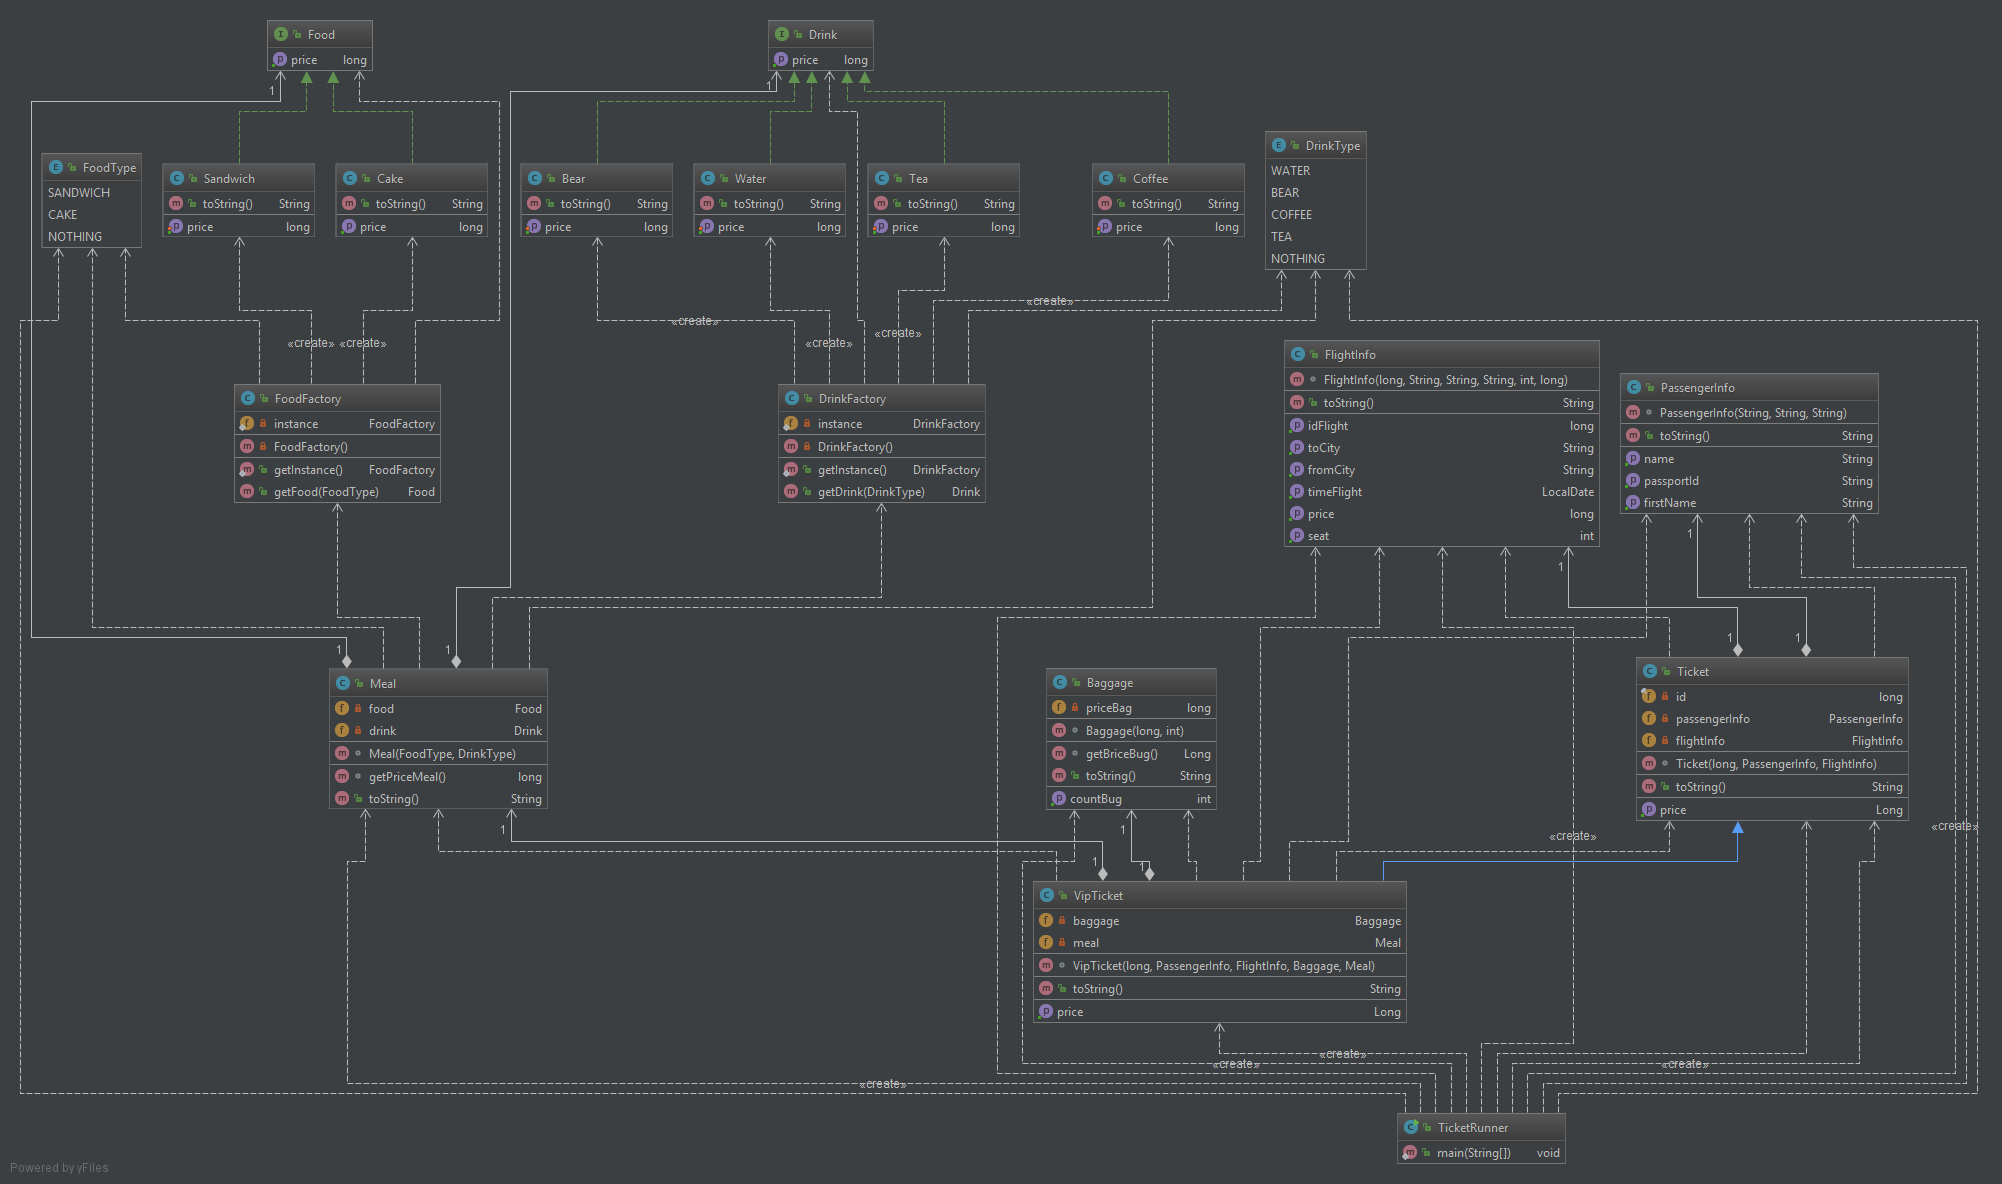 Food
price long
1
Drink
price long
1
FoodType
SANDWICH
CAKE
NOTHING
Sandwich
toString() String
price long
Cake
toString() String
price long
Bear
toString() String
price long
Water
toString() String
price long
Tea
toString() String
price long
Coffee
toString() String
price long
DrinkType
WATER
BEAR
COFFEE
TEA
NOTHING
«create»
«create»
«create»
«create»
«create»
«create»
FoodFactory
instance FoodFactory
FoodFactory()
getInstance() FoodFactory
getFood(FoodType) Food
DrinkFactory
instance DrinkFactory
DrinkFactory()
getInstance() DrinkFactory
getDrink(DrinkType) Drink
FlightInfo
FlightInfo(long, String, String, String, int, long)
toString() String
idFlight long
toCity String
fromCity String
timeFlight LocalDate
price long
seat int
1
PassengerInfo
PassengerInfo(String, String, String)
toString() String
name String
passportId String
firstName String
1
1
1
Meal
food Food
drink Drink
Meal(FoodType, DrinkType)
getPriceMeal() long
toString() String
1
Baggage
priceBag long
Baggage(long, int)
getBriceBug() Long
toString() String
countBug int
1
1
1
Ticket
id long
passengerInfo PassengerInfo
flightInfo FlightInfo
Ticket(long, PassengerInfo, FlightInfo)
toString() String
price Long
«create»
«create»
1
1
VipTicket
baggage Baggage
meal Meal
VipTicket(long, PassengerInfo, FlightInfo, Baggage, Meal)
toString() String
price Long
«create»
«create»
«create»
«create»
TicketRunner
main(String[]) void
Powered by yFiles